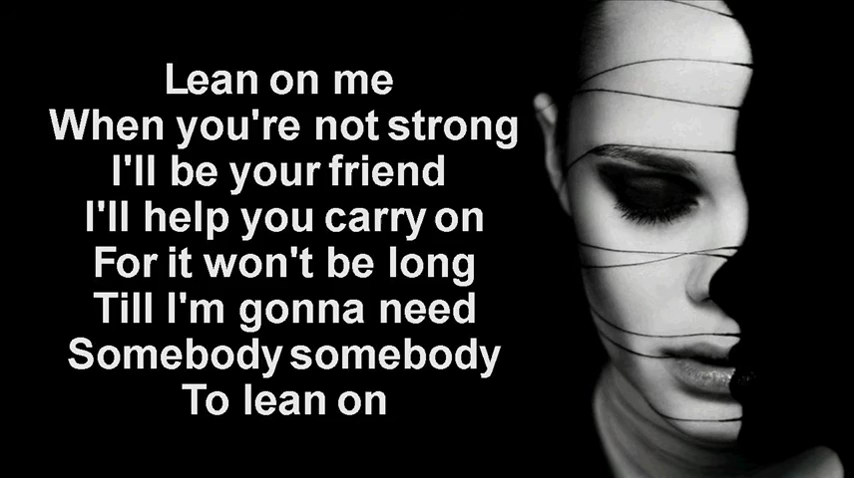 Lean on me
When you're not strong
I'll be your friend
I'll help you carry on
For it won't be long
Till I'm gonna need
Somebody somebody
To lean on